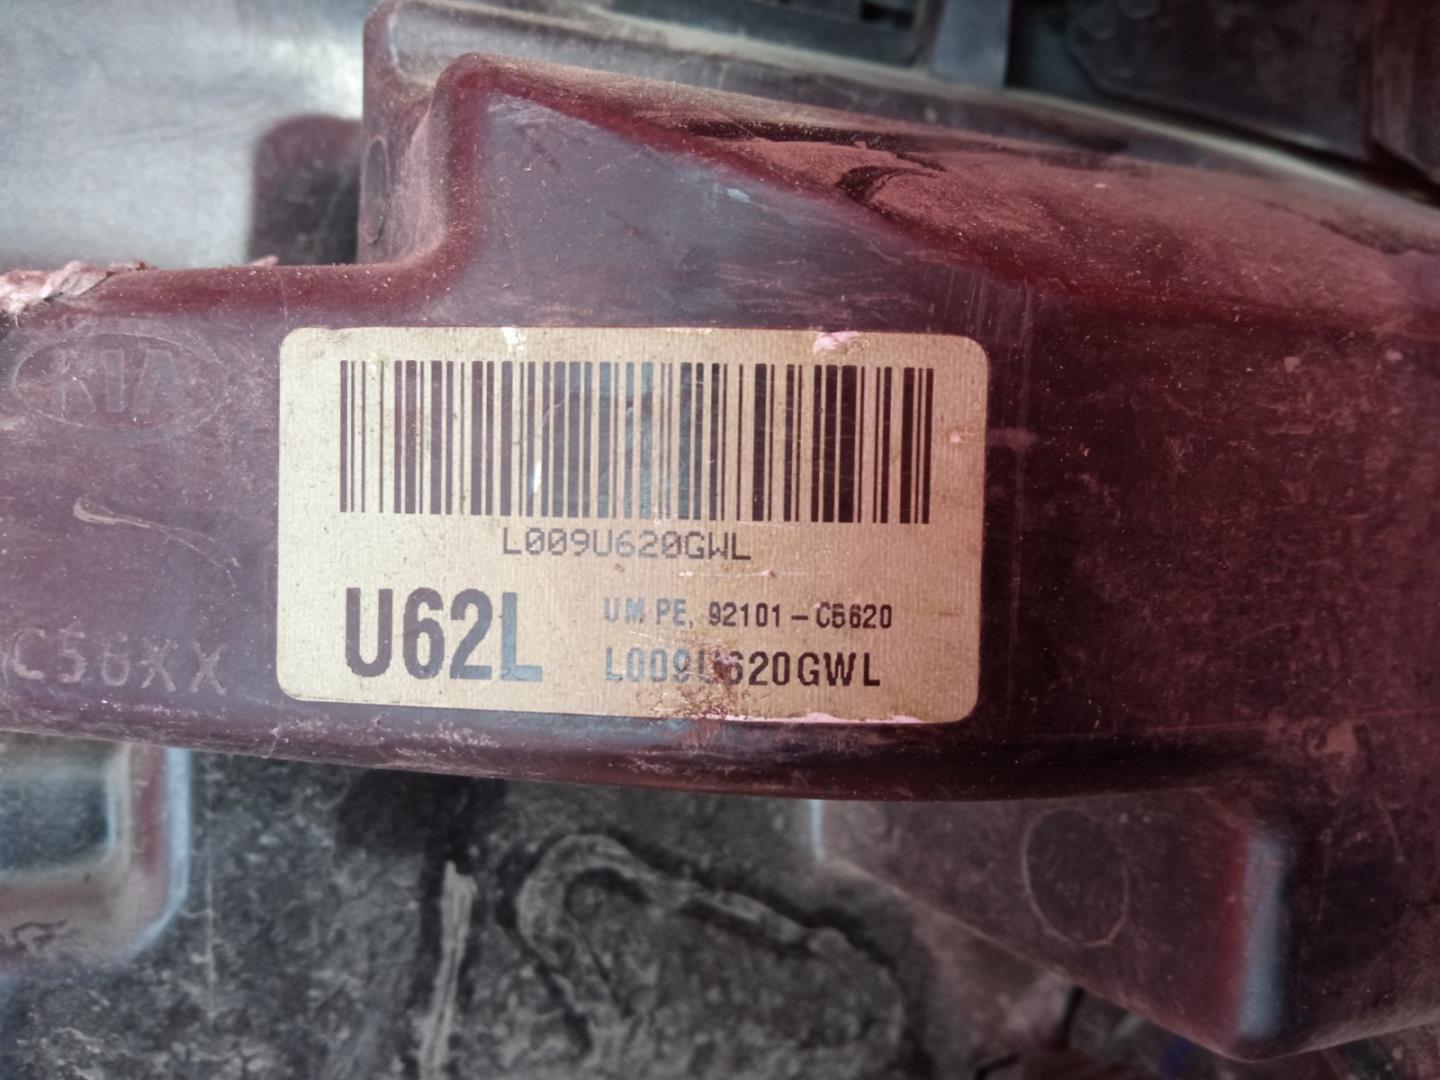 KIA
L009U620GWL
U62L
UM PE, 92101-C5620
L009U620GWL
C56XX